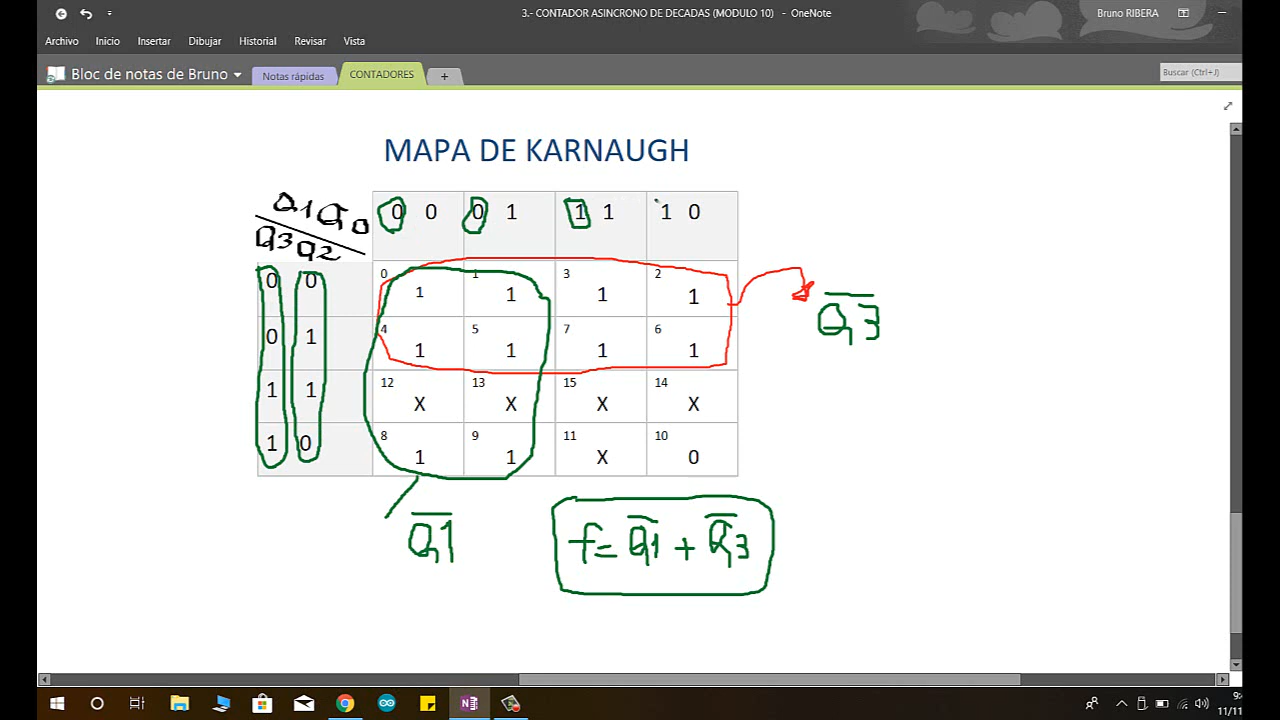 3.- CONTADOR ASINCRONO DE DECADAS (MODULO 10) - OneNote
Bruno RIBERA
Archivo Inicio Insertar Dibujar Historial Revisar Vista
Bloc de notas de Bruno
Notas rápidas
CONTADORES
+
Buscar (Ctrl+J)
MAPA DE KARNAUGH
Q1Q0
Q3Q2
0 0 0 1 1 1 1 0
0 0
0 1 3 2
1 1 1 1
0 1
4 5 7 6
1 1 1 1
1 1
12 13 15 14
X X X X
1 0
8 9 11 10
1 1 X 0
Q̅3̅
Q̅1̅
f = Q̅1 + Q̅3
11/11